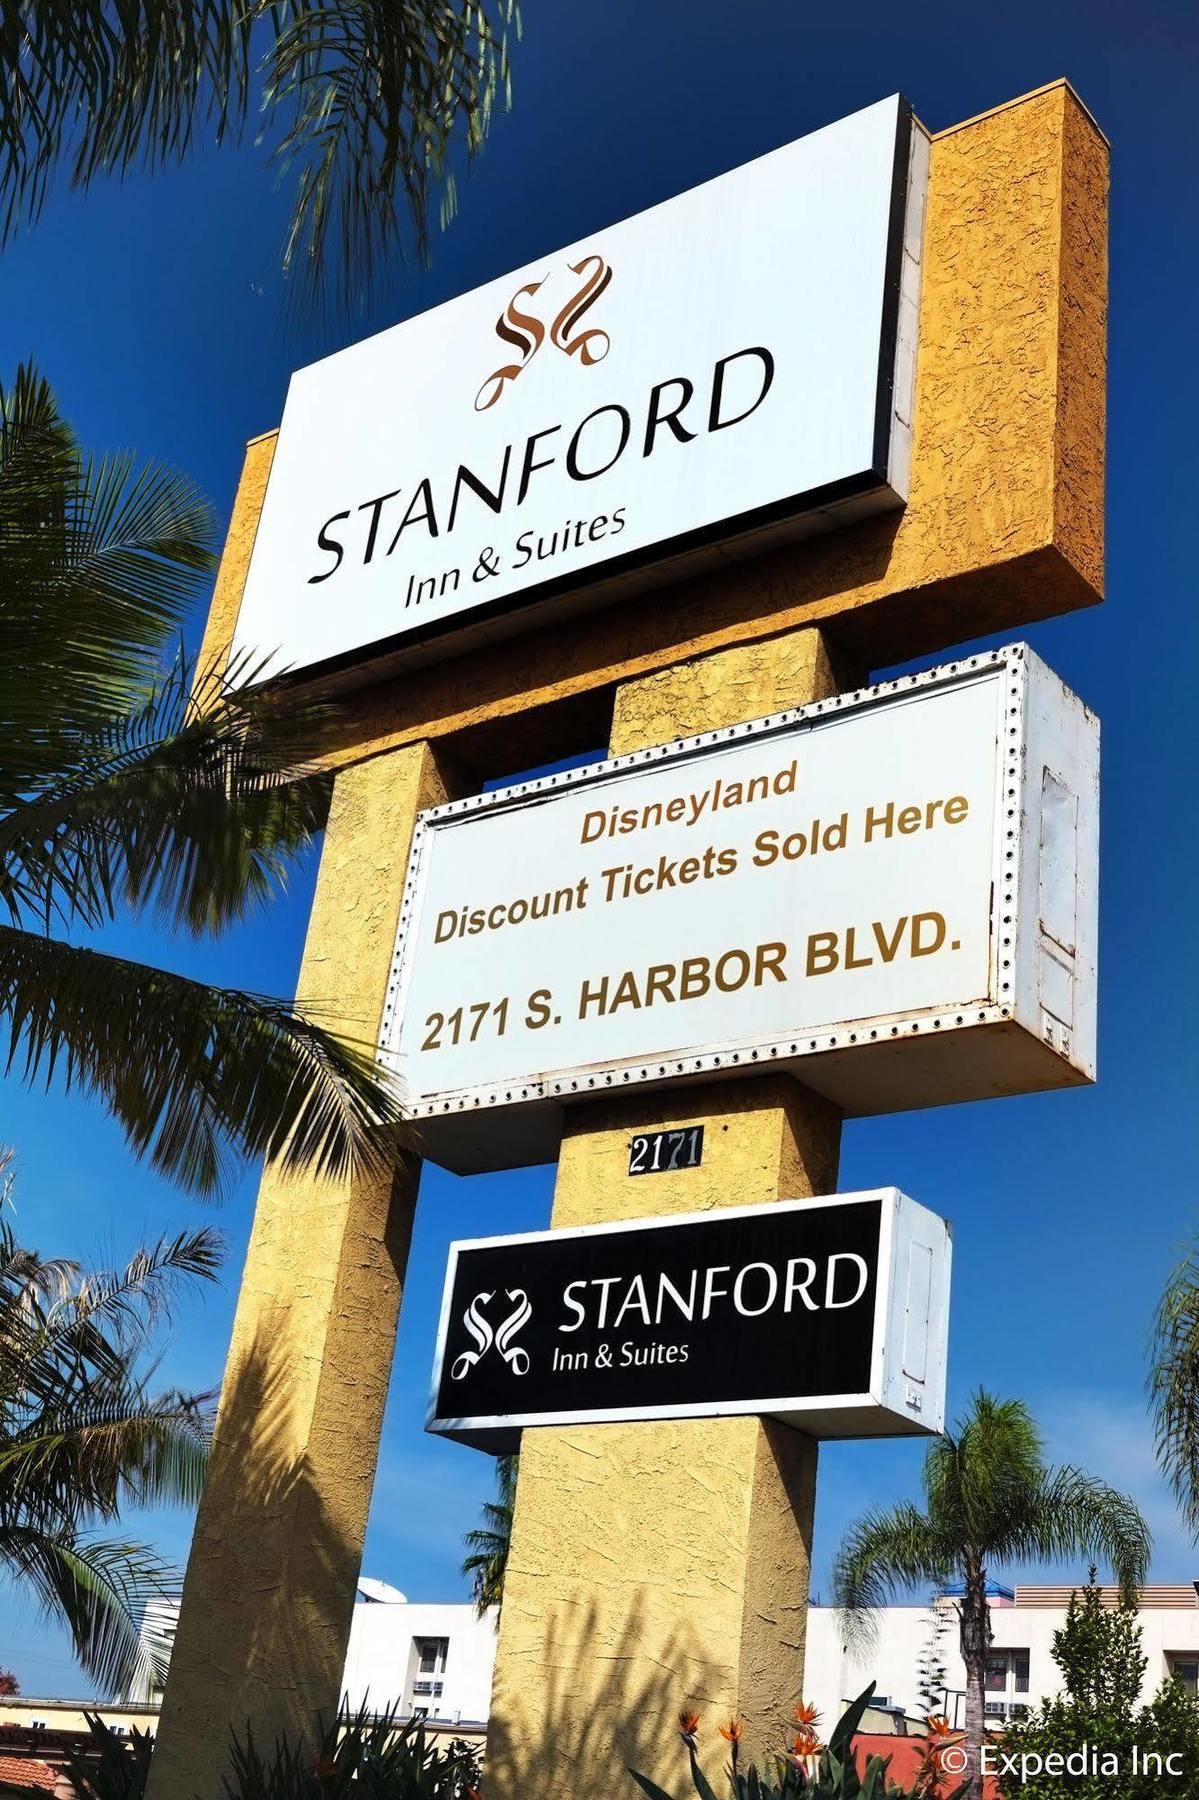 STANFORD
Inn & Suites
Disneyland
Discount Tickets Sold Here
2171 S. HARBOR BLVD.
2171
STANFORD
Inn & Suites
© Expedia Inc